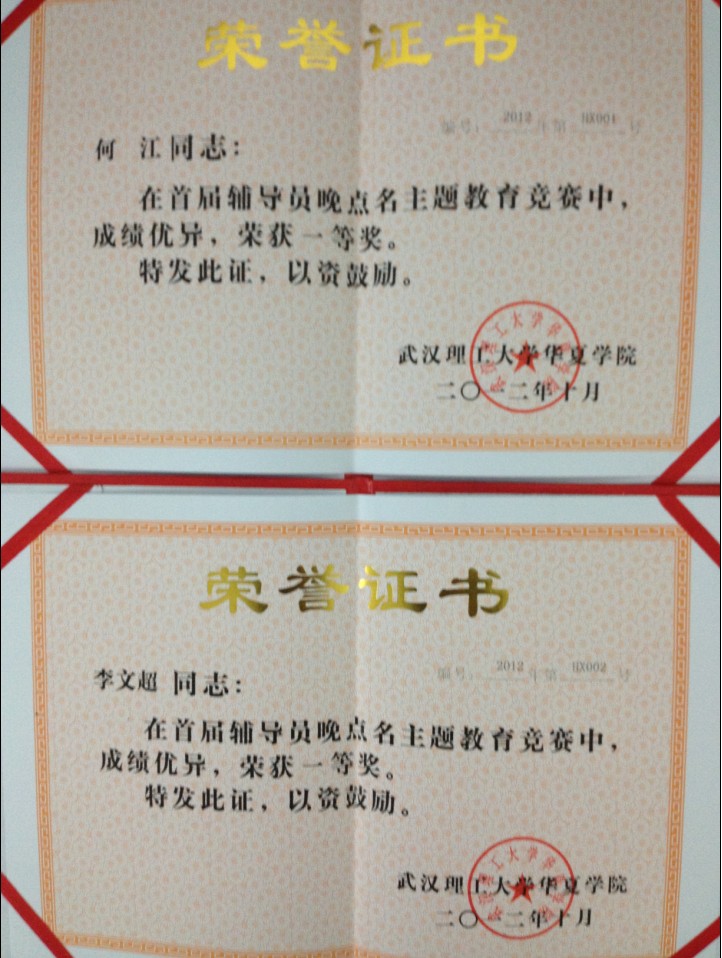 荣誉证书
编号: 2012 年第 HX001 号
何 江同志:
在首届辅导员晚点名主题教育竞赛中,
成绩优异, 荣获一等奖。
特发此证, 以资鼓励。
武汉理工大学华夏学院
二〇一二年十月
荣誉证书
编号: 2012 年第 HX002 号
李文超 同志:
在首届辅导员晚点名主题教育竞赛中,
成绩优异, 荣获一等奖。
特发此证, 以资鼓励。
武汉理工大学华夏学院
二〇一二年十月